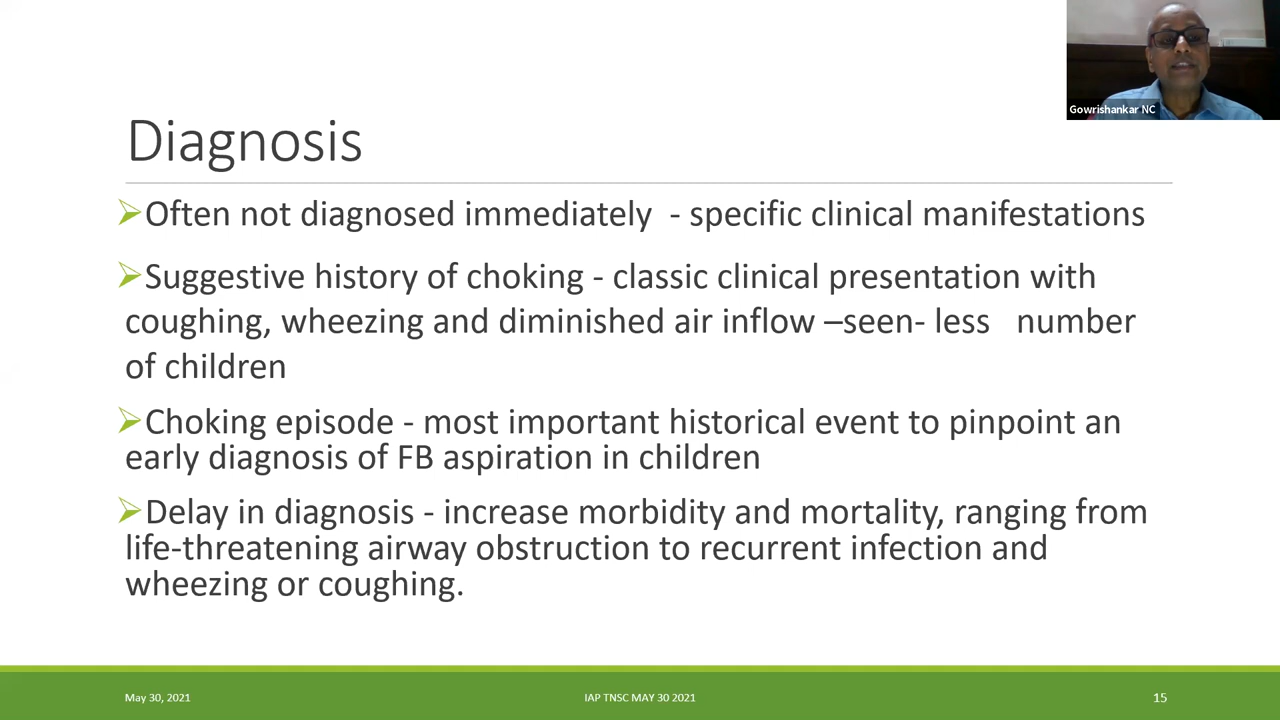 Gowrishankar NC
Diagnosis
➢Often not diagnosed immediately  - specific clinical manifestations
➢Suggestive history of choking - classic clinical presentation with
coughing, wheezing and diminished air inflow –seen- less   number
of children
➢Choking episode - most important historical event to pinpoint an
early diagnosis of FB aspiration in children
➢Delay in diagnosis - increase morbidity and mortality, ranging from
life-threatening airway obstruction to recurrent infection and
wheezing or coughing.
May 30, 2021
IAP TNSC MAY 30 2021
15